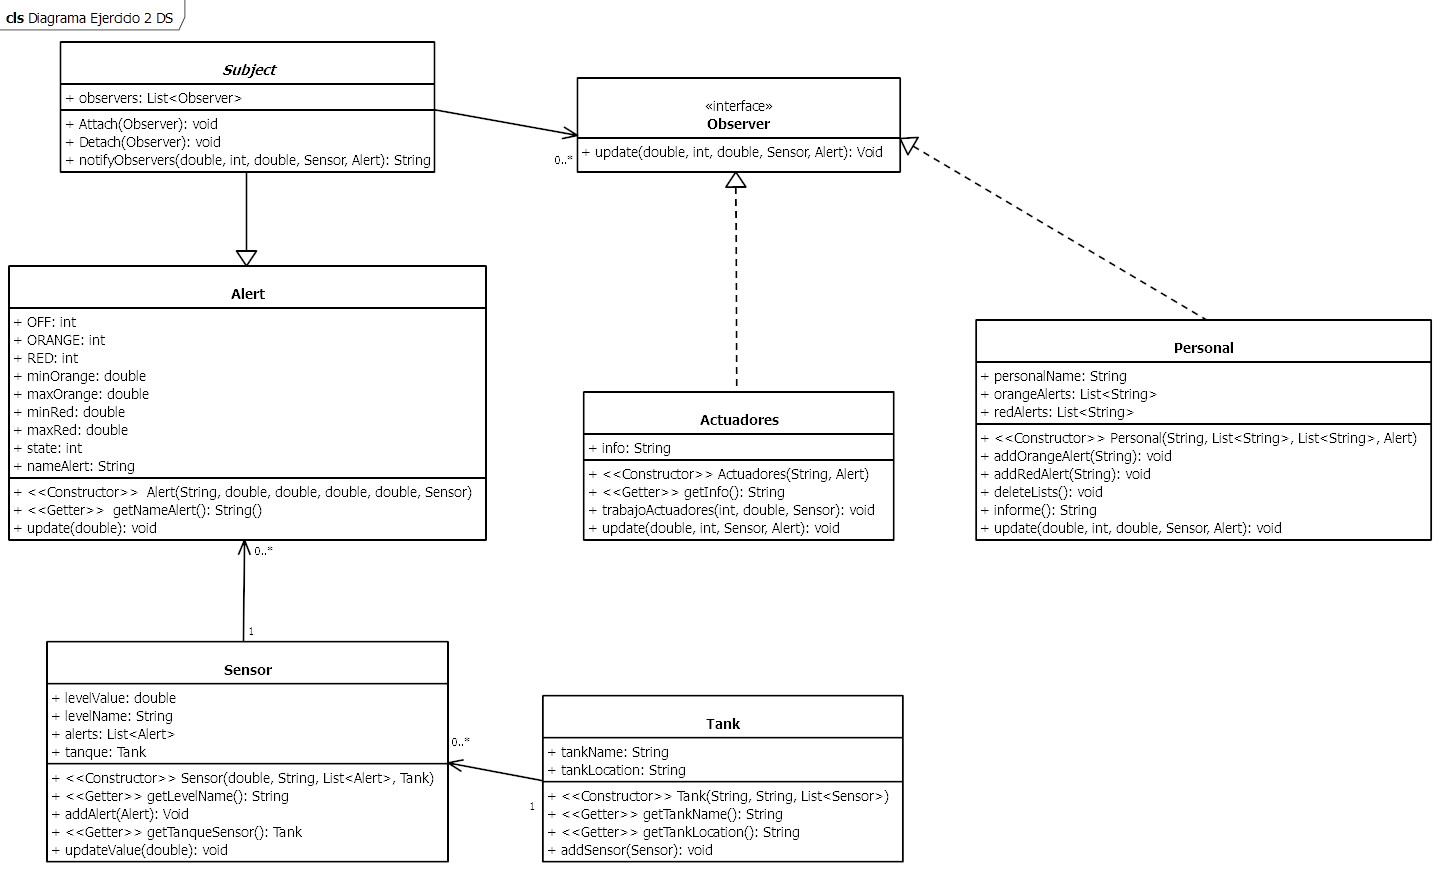 cls Diagrama Ejercicio 2 DS
Subject
+ observers: List<Observer>
+ Attach(Observer): void
+ Detach(Observer): void
+ notifyObservers(double, int, double, Sensor, Alert): String
«interface»
Observer
+ update(double, int, double, Sensor, Alert): Void
0..*
Alert
+ OFF: int
+ ORANGE: int
+ RED: int
+ minOrange: double
+ maxOrange: double
+ minRed: double
+ maxRed: double
+ state: int
+ nameAlert: String
+ <<Constructor>> Alert(String, double, double, double, double, Sensor)
+ <<Getter>> getNameAlert(): String()
+ update(double): void
0..*
1
Actuadores
+ info: String
+ <<Constructor>> Actuadores(String, Alert)
+ <<Getter>> getInfo(): String
+ trabajoActuadores(int, double, Sensor): void
+ update(double, int, Sensor, Alert): void
Personal
+ personalName: String
+ orangeAlerts: List<String>
+ redAlerts: List<String>
+ <<Constructor>> Personal(String, List<String>, List<String>, Alert)
+ addOrangeAlert(String): void
+ addRedAlert(String): void
+ deleteLists(): void
+ informe(): String
+ update(double, int, double, Sensor, Alert): void
Sensor
+ levelValue: double
+ levelName: String
+ alerts: List<Alert>
+ tanque: Tank
+ <<Constructor>> Sensor(double, String, List<Alert>, Tank)
+ <<Getter>> getLevelName(): String
+ addAlert(Alert): Void
+ <<Getter>> getTanqueSensor(): Tank
+ updateValue(double): void
0..*
1
Tank
+ tankName: String
+ tankLocation: String
+ <<Constructor>> Tank(String, String, List<Sensor>)
+ <<Getter>> getTankName(): String
+ <<Getter>> getTankLocation(): String
+ addSensor(Sensor): void